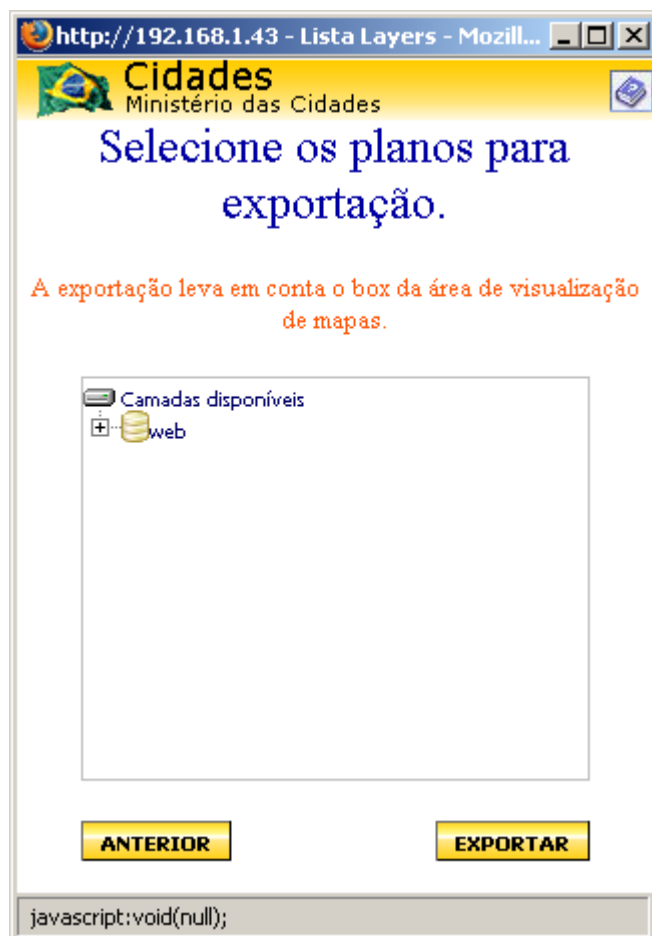 http://192.168.1.43 - Lista Layers - Mozill...
Cidades
Ministério das Cidades
Selecione os planos para
exportação.
A exportação leva em conta o box da área de visualização
de mapas.
Camadas disponíveis
web
ANTERIOR
EXPORTAR
javascript:void(null);